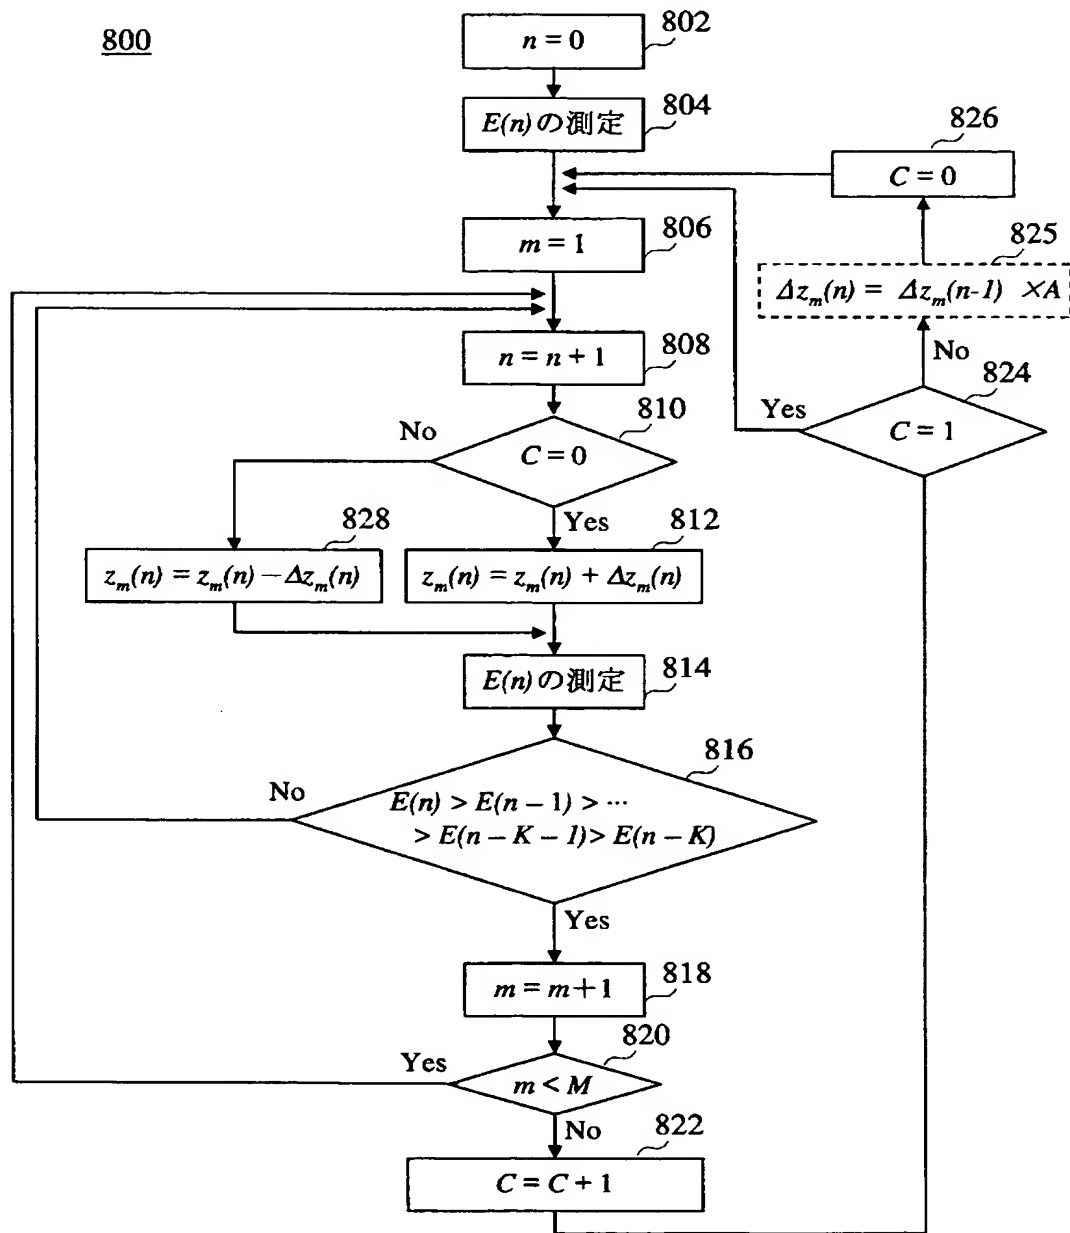 800
n = 0
802
E(n) の測定
804
826
C = 0
m = 1
806
825
Δz_m(n) = Δz_m(n-1) ×A
n = n + 1
808
No
824
C = 1
Yes
810
C = 0
No
Yes
828
z_m(n) = z_m(n) − Δz_m(n)
812
z_m(n) = z_m(n) + Δz_m(n)
E(n) の測定
814
816
No
E(n) > E(n − 1) > ···
> E(n − K − 1) > E(n − K)
Yes
m = m + 1
818
820
Yes
m < M
No
822
C = C + 1